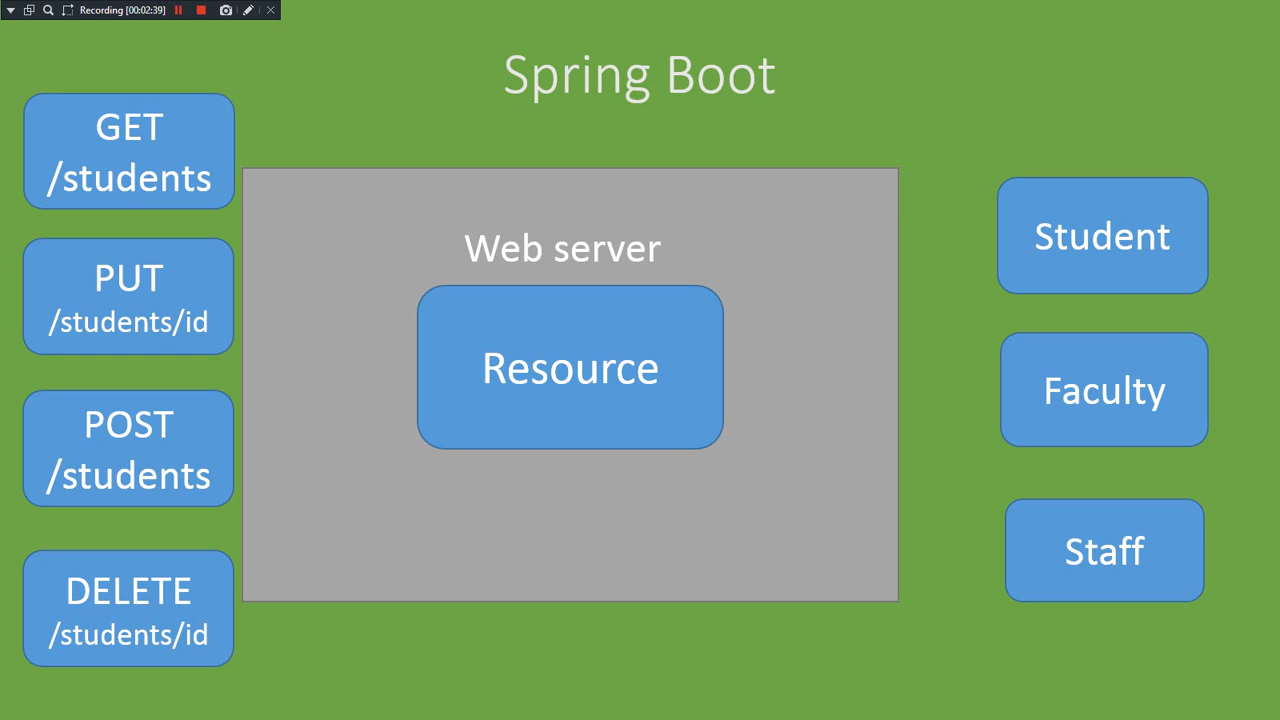 Recording [00:02:39]
Spring Boot
GET
/students
PUT
/students/id
POST
/students
DELETE
/students/id
Web server
Resource
Student
Faculty
Staff